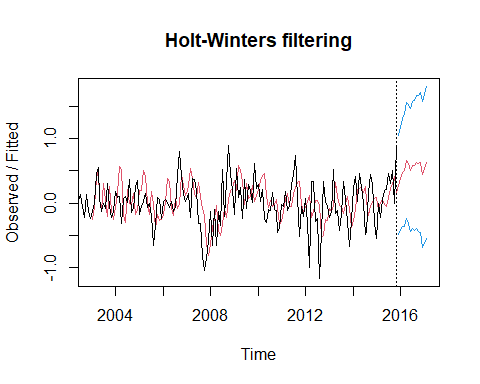 Holt-Winters filtering
Observed / Fitted
1.0
0.0
-1.0
2004 2008 2012 2016
Time